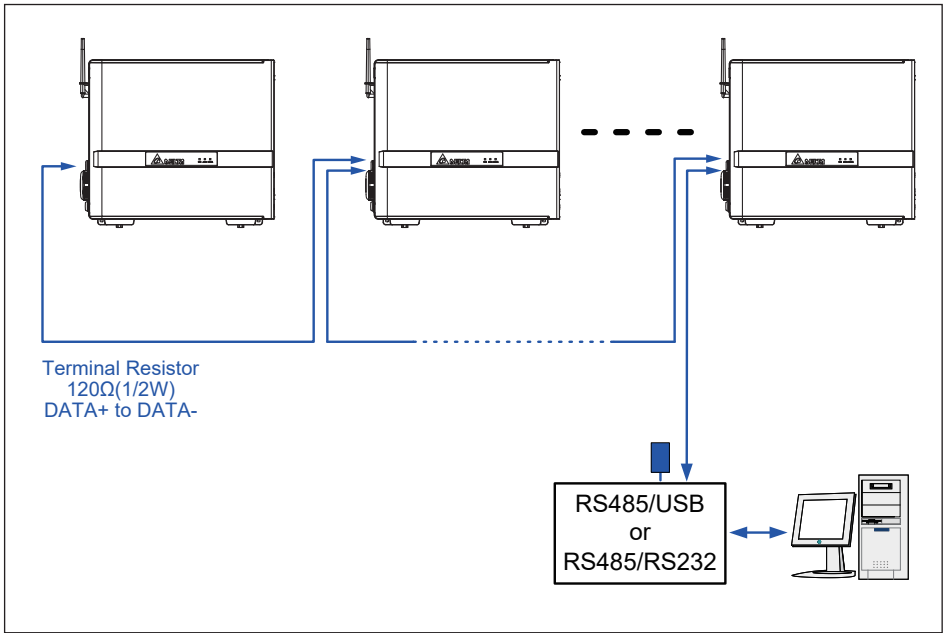 Terminal Resistor
120Ω(1/2W)
DATA+ to DATA-
RS485/USB
or
RS485/RS232